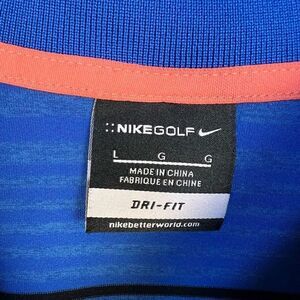 ::NIKEGOLF
L G G
MADE IN CHINA
FABRIQUE EN CHINE
DRI-FIT
nikebetterworld.com